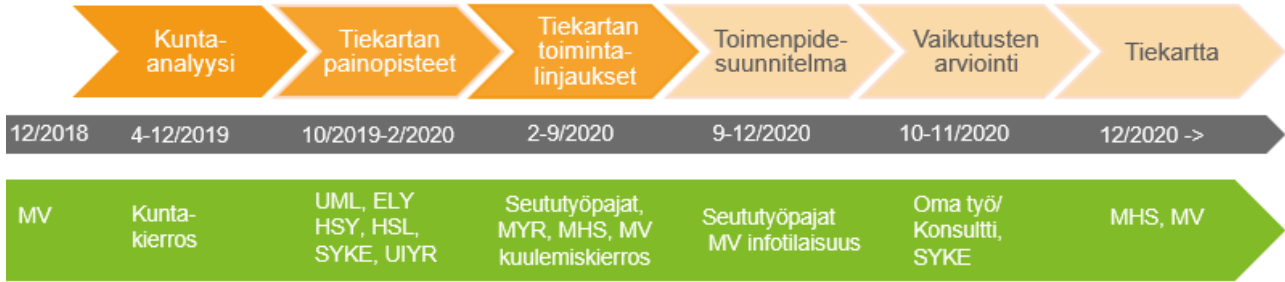 Kunta-
analyysi
Tiekartan
painopisteet
Tiekartan
toiminta-
linjaukset
Toimenpide-
suunnitelma
Vaikutusten
arviointi
Tiekartta
12/2018
4-12/2019
10/2019-2/2020
2-9/2020
9-12/2020
10-11/2020
12/2020 ->
MV
Kunta-
kierros
UML, ELY
HSY, HSL,
SYKE, UIYR
Seututyöpajat,
MYR, MHS, MV
kuulemiskierros
Seututyöpajat
MV infotilaisuus
Oma työ/
Konsultti,
SYKE
MHS, MV